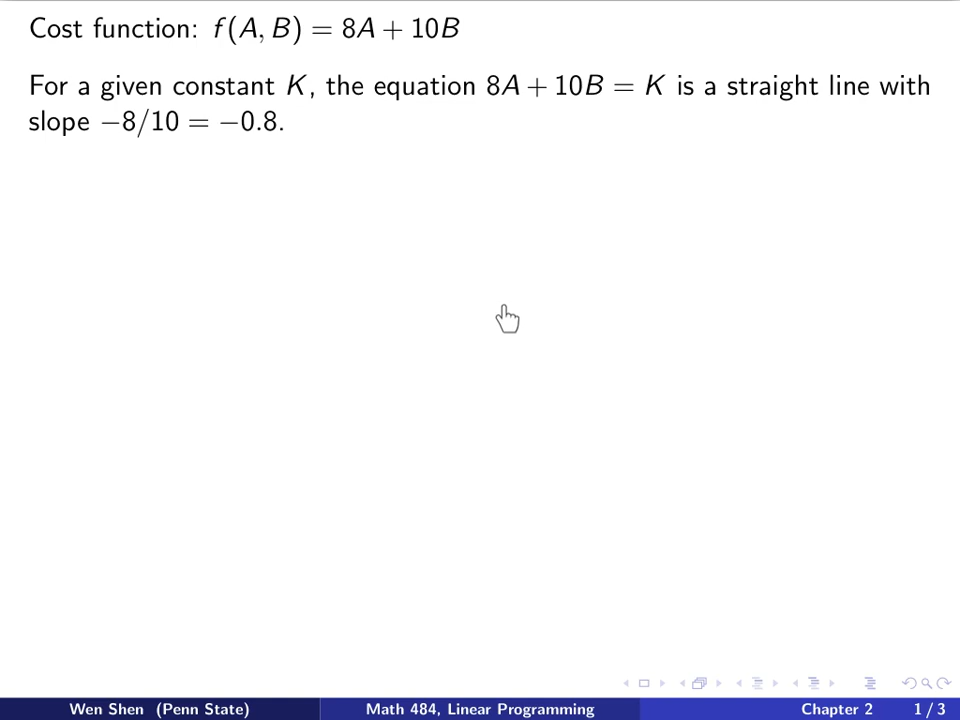 Cost function: f(A, B) = 8A + 10B
For a given constant K, the equation 8A + 10B = K is a straight line with
slope −8/10 = −0.8.
Wen Shen (Penn State) Math 484, Linear Programming Chapter 2 1 / 3